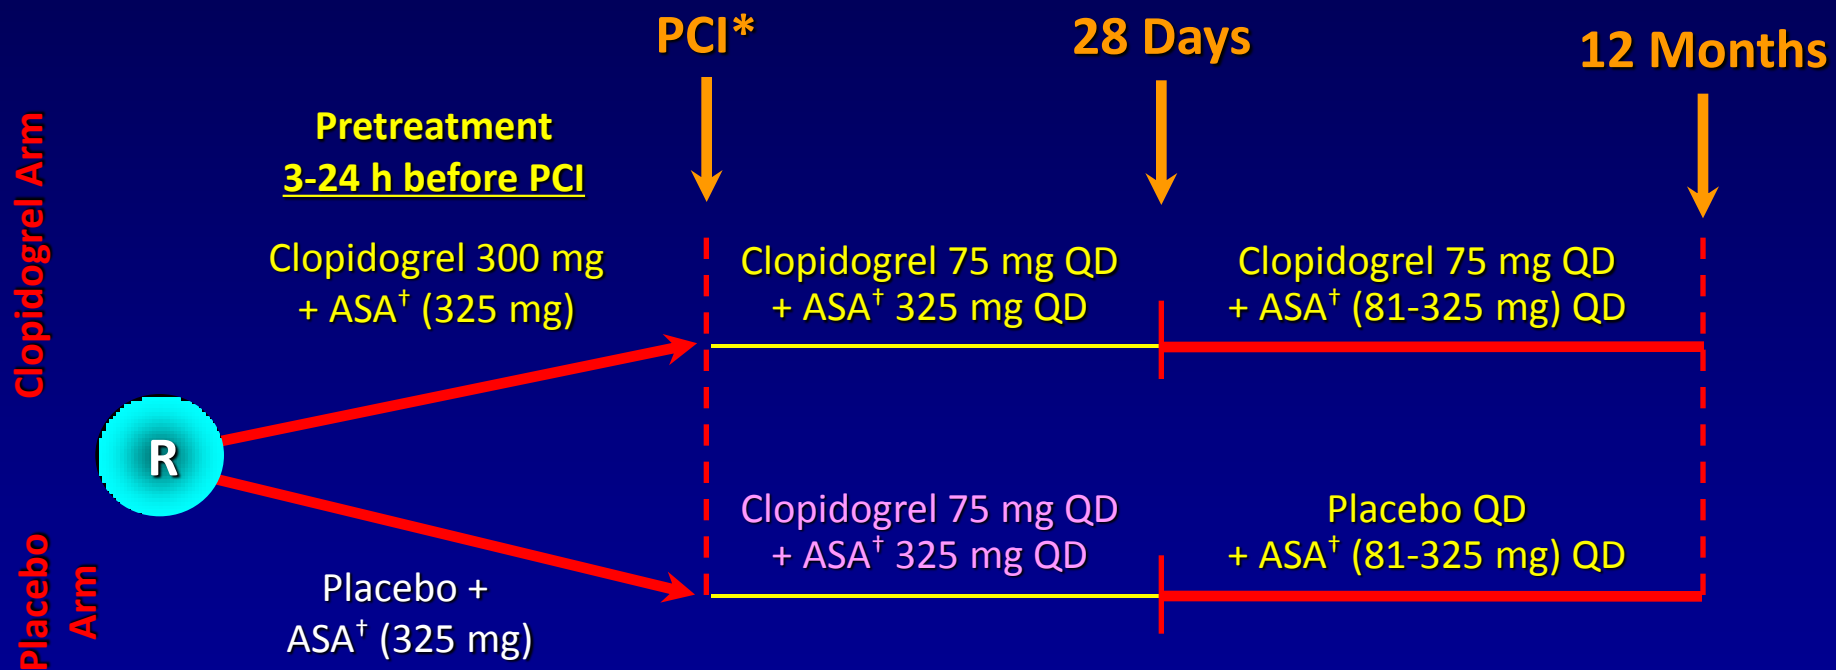 PCI*
28 Days
12 Months
Clopidogrel Arm
Pretreatment
3-24 h before PCI
Clopidogrel 300 mg
+ ASA† (325 mg)
Clopidogrel 75 mg QD
+ ASA† 325 mg QD
Clopidogrel 75 mg QD
+ ASA† (81-325 mg) QD
R
Placebo
Arm
Placebo +
ASA† (325 mg)
Clopidogrel 75 mg QD
+ ASA† 325 mg QD
Placebo QD
+ ASA† (81-325 mg) QD